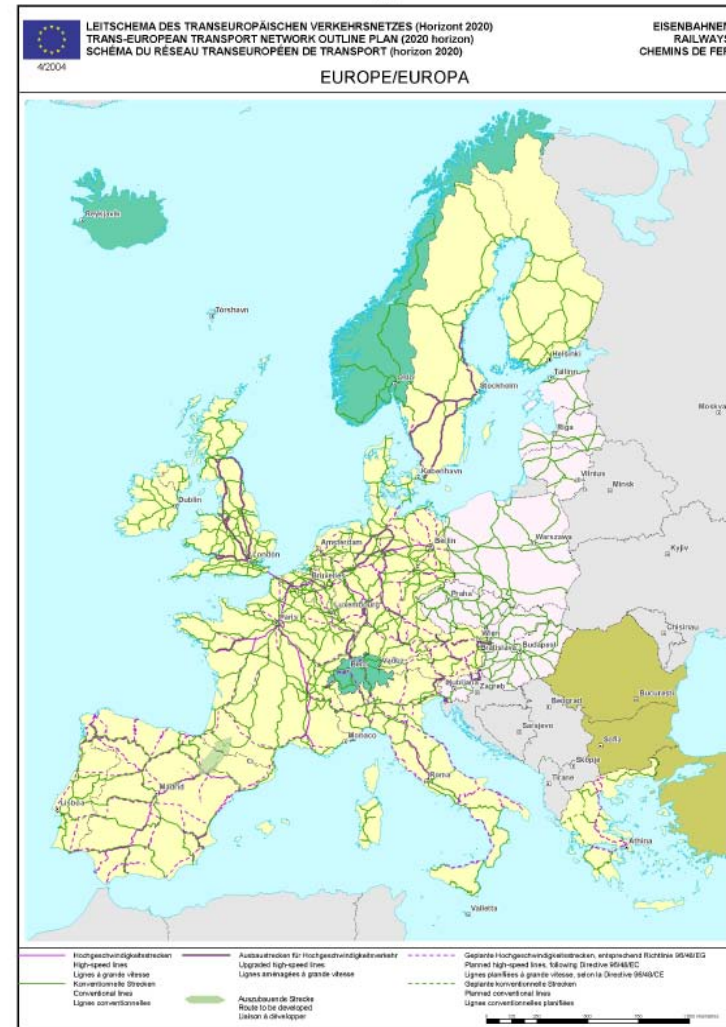 LEITSCHEMA DES TRANSEUROPÄISCHEN VERKEHRSNETZES (Horizont 2020)
TRANS-EUROPEAN TRANSPORT NETWORK OUTLINE PLAN (2020 horizon)
SCHÉMA DU RÉSEAU TRANSEUROPÉEN DE TRANSPORT (horizon 2020)
EISENBAHNEN
RAILWAYS
CHEMINS DE FER
4/2004
EUROPE/EUROPA
Reykjavik
Torshavn
Helsinki
Tallinn
Oslo
Stockholm
Moskva
Riga
København
Vilnius
Minsk
Dublin
Amsterdam
Berlin
Warszawa
London
Bruxelles
Kyjiv
Praha
Luxembourg
Paris
Wien
Bratislava
Budapest
Chisinau
Vaduz
Bern
Ljubljana
Zagreb
Beograd
Bucuresti
Sarajevo
Monaco
Sofia
Skopje
Roma
Tirane
Madrid
Lisboa
Athina
Valletta
Hochgeschwindigkeitsstrecken
High-speed lines
Lignes à grande vitesse
Konventionelle Strecken
Conventional lines
Lignes conventionnelles
Ausbaustrecken für Hochgeschwindigkeitsverkehr
Upgraded high-speed lines
Lignes aménagées à grande vitesse
Auszubauende Strecke
Route to be developed
Liaison à développer
Geplante Hochgeschwindigkeitsstrecken, entsprechend Richtlinie 96/48/EG
Planned high-speed lines, following Directive 96/48/EC
Lignes planifiées à grande vitesse, selon la Directive 96/48/CE
Geplante konventionelle Strecken
Planned conventional lines
Lignes conventionnelles planifiées